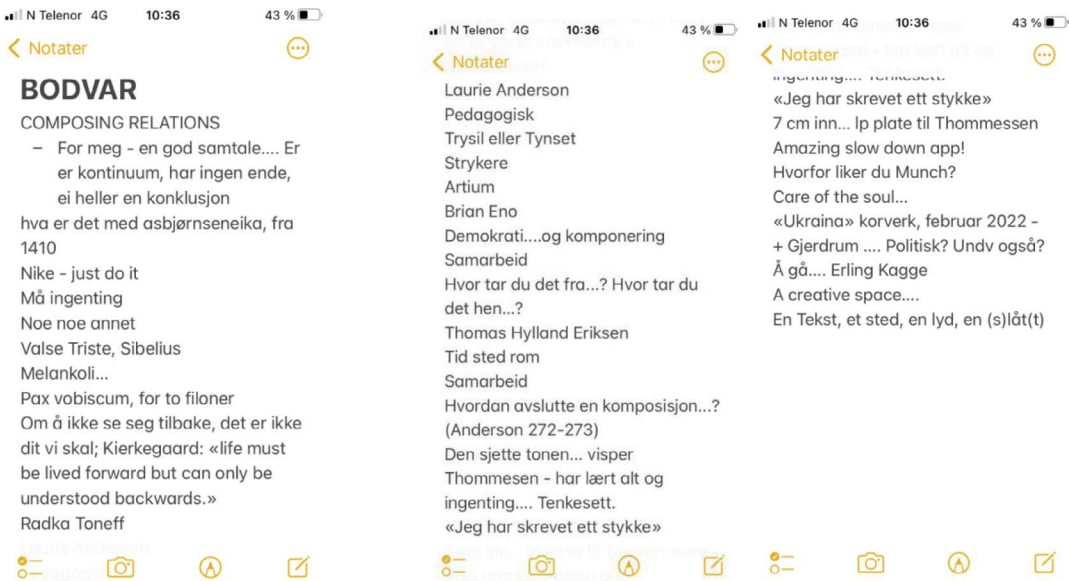 N Telenor 4G 10:36 43 %
Notater
BODVAR
COMPOSING RELATIONS
– For meg - en god samtale.... Er
er kontinuum, har ingen ende,
ei heller en konklusjon
hva er det med asbjørnseneika, fra
1410
Nike - just do it
Må ingenting
Noe noe annet
Valse Triste, Sibelius
Melankoli...
Pax vobiscum, for to filoner
Om å ikke se seg tilbake, det er ikke
dit vi skal; Kierkegaard: «life must
be lived forward but can only be
understood backwards.»
Radka Toneff
Laurie Anderson
N Telenor 4G 10:36 43 %
Notater
Laurie Anderson
Pedagogisk
Trysil eller Tynset
Strykere
Artium
Brian Eno
Demokrati....og komponering
Samarbeid
Hvor tar du det fra...? Hvor tar du
det hen...?
Thomas Hylland Eriksen
Tid sted rom
Samarbeid
Hvordan avslutte en komposisjon...?
(Anderson 272-273)
Den sjette tonen... visper
Thommesen - har lært alt og
ingenting.... Tenkesett.
«Jeg har skrevet ett stykke»
N Telenor 4G 10:36 43 %
Notater
ingenting.... Tenkesett.
«Jeg har skrevet ett stykke»
7 cm inn... lp plate til Thommessen
Amazing slow down app!
Hvorfor liker du Munch?
Care of the soul...
«Ukraina» korverk, februar 2022 -
+ Gjerdrum .... Politisk? Undv også?
Å gå.... Erling Kagge
A creative space....
En Tekst, et sted, en lyd, en (s)låt(t)